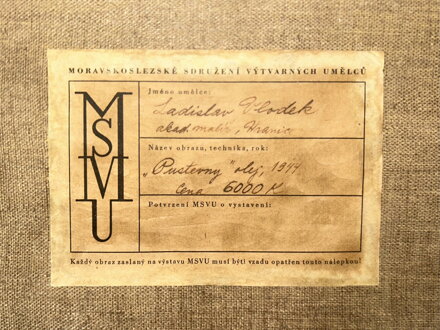 MORAVSKOSLEZSKÉ SDRUŽENÍ VÝTVARNÝCH UMĚLCŮ
MSVU
Jméno umělce:
Ladislav Vlodek
akad. malíř, Hranice
Název obrazu, technika, rok:
„Pustevny" olej, 1944
Cena 6000 K
Potvrzení MSVU o vystavení:
Každý obraz zaslaný na výstavu MSVU musí býti vzadu opatřen touto nálepkou!